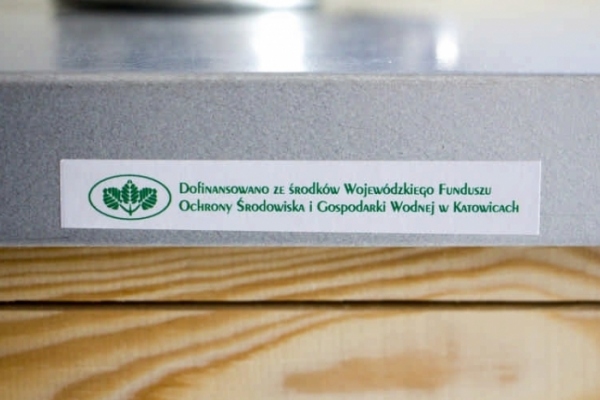 Dofinansowano ze środków Wojewódzkiego Funduszu
Ochrony Środowiska i Gospodarki Wodnej w Katowicach